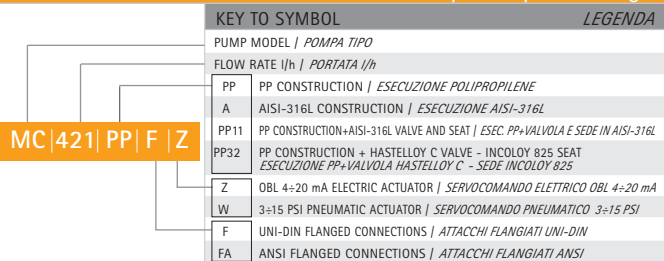 KEY TO SYMBOL LEGENDA
PUMP MODEL / POMPA TIPO
FLOW RATE l/h / PORTATA l/h
PP PP CONSTRUCTION / ESECUZIONE POLIPROPILENE
A AISI-316L CONSTRUCTION / ESECUZIONE AISI-316L
PP11 PP CONSTRUCTION+AISI-316L VALVE AND SEAT / ESEC. PP+VALVOLA E SEDE IN AISI-316L
PP32 PP CONSTRUCTION + HASTELLOY C VALVE - INCOLOY 825 SEAT
ESECUZIONE PP+VALVOLA HASTELLOY C - SEDE INCOLOY 825
MC|421|PP|F|Z
Z OBL 4÷20 mA ELECTRIC ACTUATOR / SERVOCOMANDO ELETTRICO OBL 4÷20 mA
W 3÷15 PSI PNEUMATIC ACTUATOR / SERVOCOMANDO PNEUMATICO 3÷15 PSI
F UNI-DIN FLANGED CONNECTIONS / ATTACCHI FLANGIATI UNI-DIN
FA ANSI FLANGED CONNECTIONS / ATTACCHI FLANGIATI ANSI